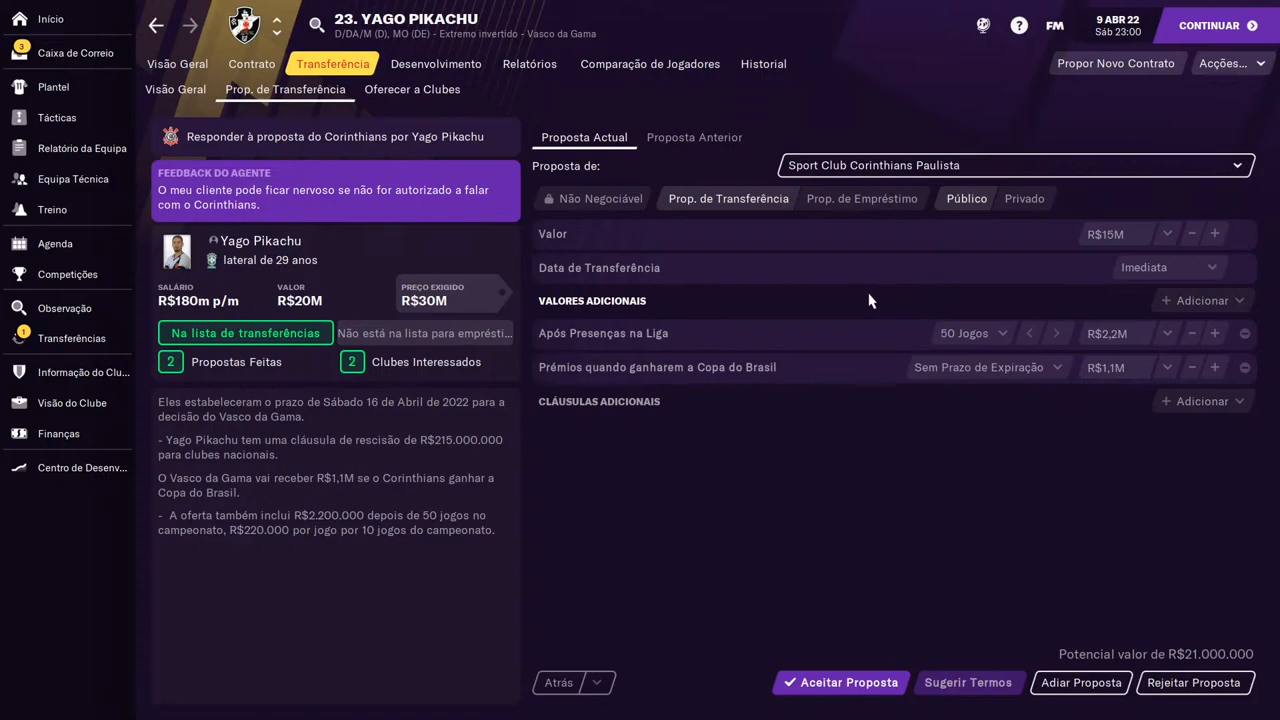 Início
23. YAGO PIKACHU
D/DA/M (D), MO (DE) - Extremo invertido - Vasco da Gama
FM
9 ABR 22
Sáb 23:00
CONTINUAR
3
Caixa de Correio
Visão Geral
Contrato
Transferência
Desenvolvimento
Relatórios
Comparação de Jogadores
Historial
Propor Novo Contrato
Acções...
Plantel
Visão Geral
Prop. de Transferência
Oferecer a Clubes
Tácticas
Relatório da Equipa
Equipa Técnica
Treino
Agenda
Competições
Observação
1
Transferências
Informação do Clu...
Visão do Clube
Finanças
Centro de Desenv...
Responder à proposta do Corinthians por Yago Pikachu
FEEDBACK DO AGENTE
O meu cliente pode ficar nervoso se não for autorizado a falar
com o Corinthians.
Yago Pikachu
lateral de 29 anos
SALÁRIO
R$180m p/m
VALOR
R$20M
PREÇO EXIGIDO
R$30M
Na lista de transferências
Não está na lista para emprésti...
2 Propostas Feitas
2 Clubes Interessados
Eles estabeleceram o prazo de Sábado 16 de Abril de 2022 para a
decisão do Vasco da Gama.
- Yago Pikachu tem uma cláusula de rescisão de R$215.000.000
para clubes nacionais.
O Vasco da Gama vai receber R$1,1M se o Corinthians ganhar a
Copa do Brasil.
- A oferta também inclui R$2.200.000 depois de 50 jogos no
campeonato, R$220.000 por jogo por 10 jogos do campeonato.
Proposta Actual
Proposta Anterior
Proposta de:
Sport Club Corinthians Paulista
Não Negociável
Prop. de Transferência
Prop. de Empréstimo
Público
Privado
Valor
R$15M
Data de Transferência
Imediata
VALORES ADICIONAIS
Adicionar
Após Presenças na Liga
50 Jogos
R$2,2M
Prémios quando ganharem a Copa do Brasil
Sem Prazo de Expiração
R$1,1M
CLÁUSULAS ADICIONAIS
Adicionar
Potencial valor de R$21.000.000
Atrás
Aceitar Proposta
Sugerir Termos
Adiar Proposta
Rejeitar Proposta